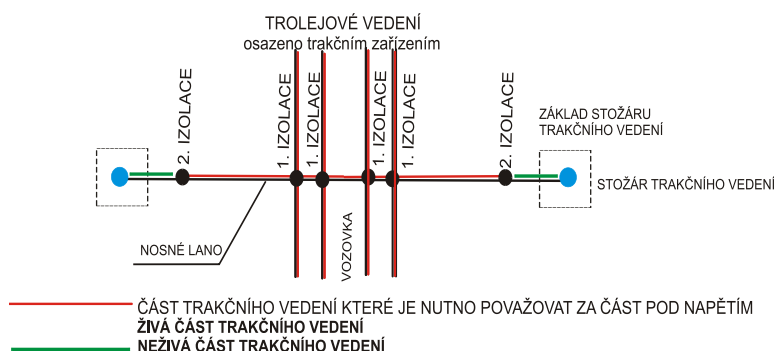 TROLEJOVÉ VEDENÍ
osazeno trakčním zařízením
2. IZOLACE
1. IZOLACE
1. IZOLACE
1. IZOLACE
1. IZOLACE
2. IZOLACE
ZÁKLAD STOŽÁRU
TRAKČNÍHO VEDENÍ
STOŽÁR TRAKČNÍHO VEDENÍ
NOSNÉ LANO
VOZOVKA
ČÁST TRAKČNÍHO VEDENÍ KTERÉ JE NUTNO POVAŽOVAT ZA ČÁST POD NAPĚTÍM
ŽIVÁ ČÁST TRAKČNÍHO VEDENÍ
NEŽIVÁ ČÁST TRAKČNÍHO VEDENÍ